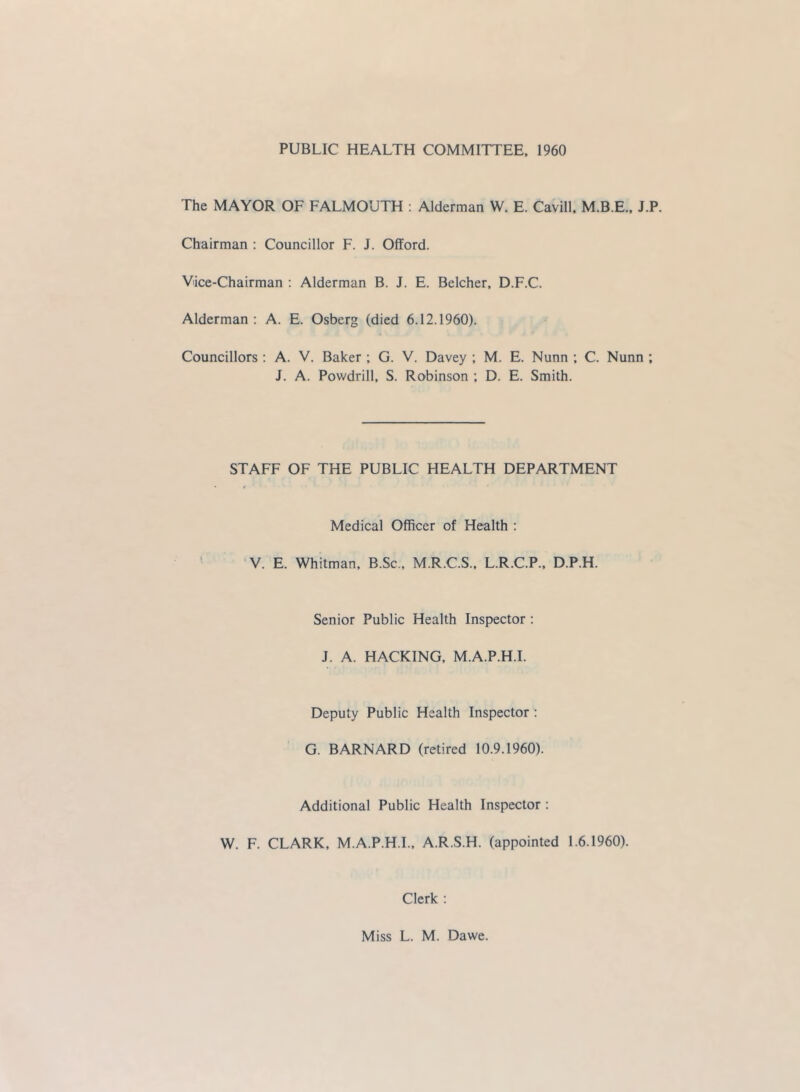 PUBLIC HEALTH COMMITTEE, 1960
The MAYOR OF FALMOUTH : Alderman W. E. Cavill, M.B.E., J.P.
Chairman : Councillor F. J. Offord.
Vice-Chairman : Alderman B. J. E. Belcher, D.F.C.
Alderman : A. E. Osberg (died 6.12.1960).
Councillors : A. V. Baker ; G. V. Davey ; M. E. Nunn ; C. Nunn ;
J. A. Powdrill, S. Robinson ; D. E. Smith.
STAFF OF THE PUBLIC HEALTH DEPARTMENT
Medical Officer of Health :
V. E. Whitman, B.Sc., M.R.C.S., L.R.C.P., D.P.H.
Senior Public Health Inspector :
J. A. HACKING, M.A.P.H.I.
Deputy Public Health Inspector :
G. BARNARD (retired 10.9.1960).
Additional Public Health Inspector :
W. F. CLARK, M.A.P.H.I., A.R.S.H. (appointed 1.6.1960).
Clerk :
Miss L. M. Dawe.